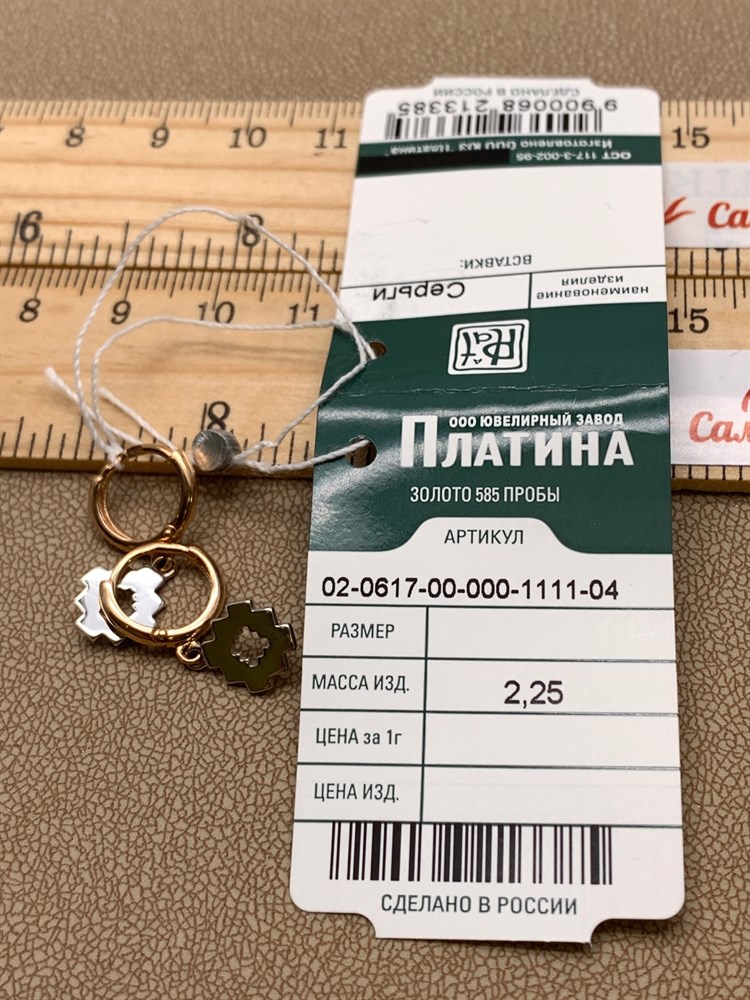 СДЕЛАНО В РОССИИ
9 900068 213385
Изготовлено ООО ЮЗ "Платина"
ОСТ 117-3-002-95
ВСТАВКИ:
наименование изделия
Серьги
Plat
ООО ЮВЕЛИРНЫЙ ЗАВОД
ПЛАТИНА
ЗОЛОТО 585 ПРОБЫ
АРТИКУЛ
02-0617-00-000-1111-04
РАЗМЕР
МАССА ИЗД. 2,25
ЦЕНА за 1г
ЦЕНА ИЗД.
СДЕЛАНО В РОССИИ
8 9 10 11 15
6 8
8 9 10 11 15
8